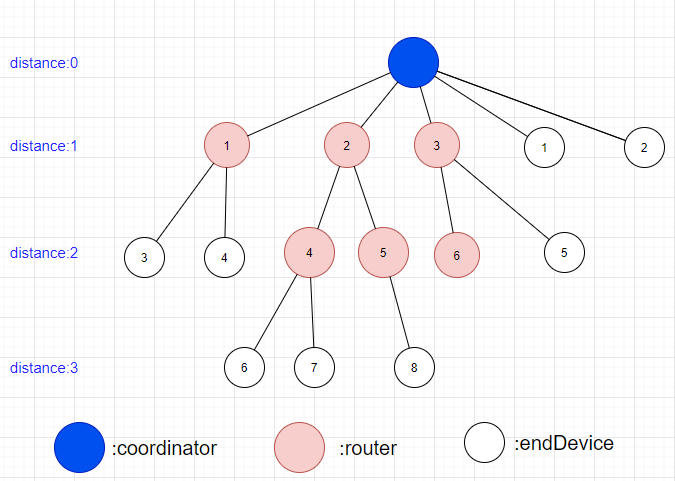 distance:0
distance:1
1
2
3
1
2
distance:2
3
4
4
5
6
5
distance:3
6
7
8
:coordinator
:router
:endDevice